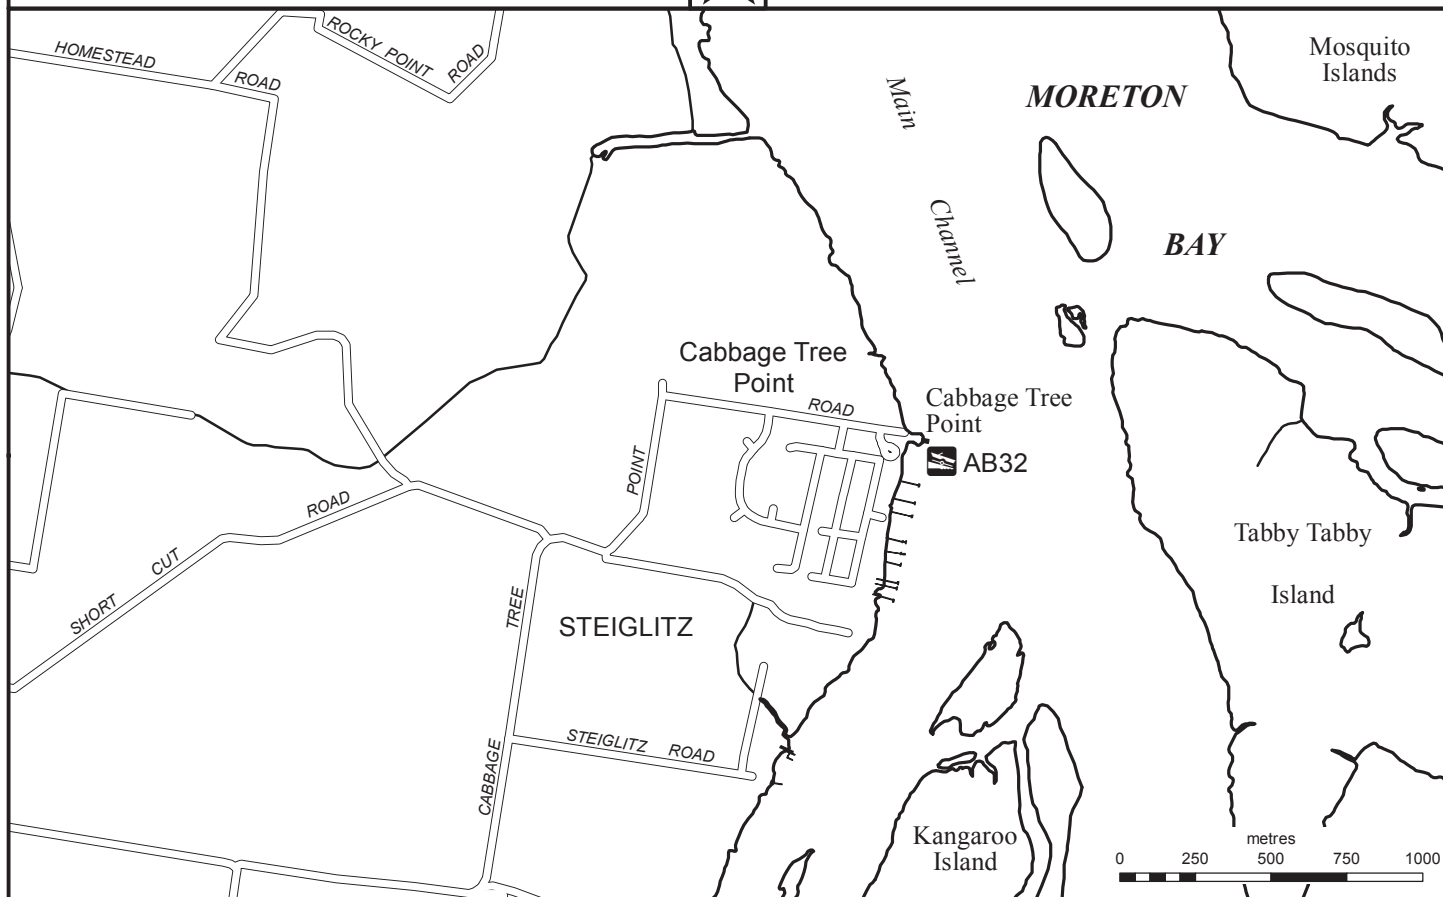 HOMESTEAD
ROAD
ROCKY POINT
ROAD
Main
Channel
MORETON
BAY
Mosquito
Islands
Cabbage Tree
Point
ROAD
POINT
Cabbage Tree
Point
AB32
Tabby Tabby
Island
SHORT
CUT
ROAD
TREE
CABBAGE
STEIGLITZ
STEIGLITZ
ROAD
Kangaroo
Island
metres
0 250 500 750 1000